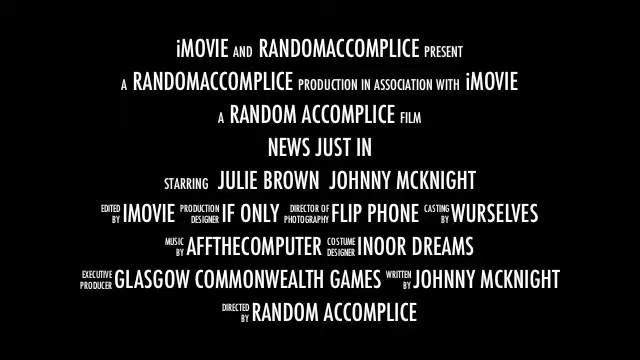 iMOVIE AND RANDOMACCOMPLICE PRESENT
A RANDOMACCOMPLICE PRODUCTION IN ASSOCIATION WITH iMOVIE
A RANDOM ACCOMPLICE FILM
NEWS JUST IN
STARRING JULIE BROWN JOHNNY MCKNIGHT
EDITED BY IMOVIE PRODUCTION DESIGNER IF ONLY DIRECTOR OF PHOTOGRAPHY FLIP PHONE CASTING BY WURSELVES
MUSIC BY AFFTHECOMPUTER COSTUME DESIGNER INOOR DREAMS
EXECUTIVE PRODUCER GLASGOW COMMONWEALTH GAMES WRITTEN BY JOHNNY MCKNIGHT
DIRECTED BY RANDOM ACCOMPLICE